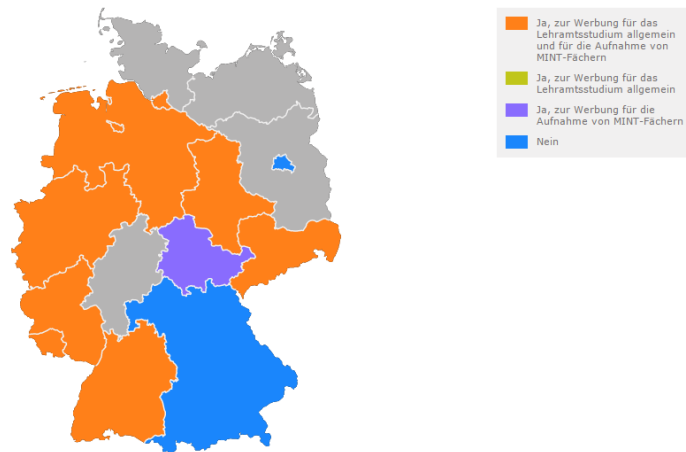 Ja, zur Werbung für das
Lehramtsstudium allgemein
und für die Aufnahme von
MINT-Fächern
Ja, zur Werbung für das
Lehramtsstudium allgemein
Ja, zur Werbung für die
Aufnahme von MINT-Fächern
Nein